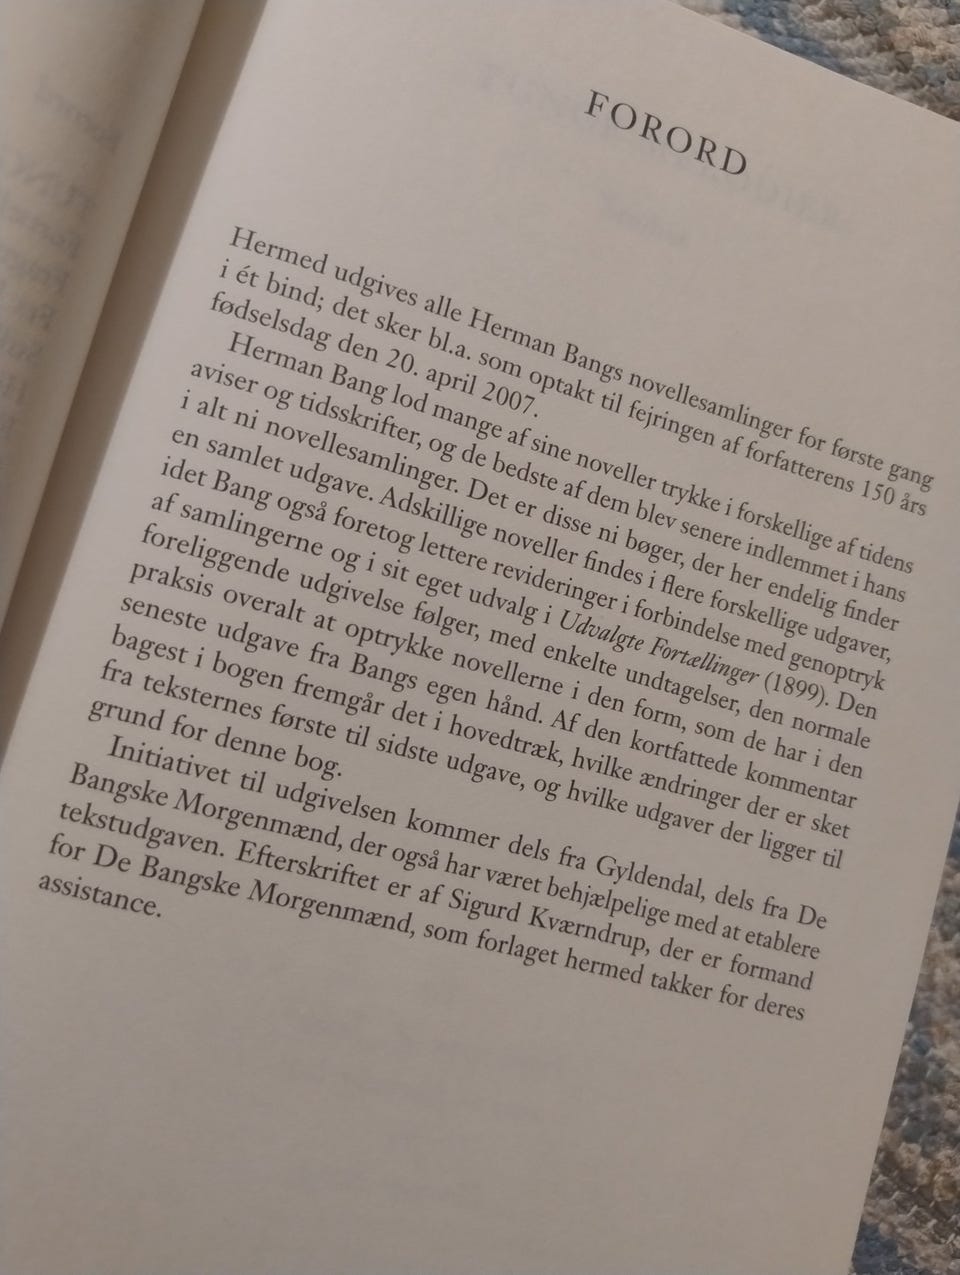 FORORD
Hermed udgives alle Herman Bangs novellesamlinger for første gang
i ét bind; det sker bl.a. som optakt til fejringen af forfatterens 150 års
fødselsdag den 20. april 2007.
Herman Bang lod mange af sine noveller trykke i forskellige af tidens
aviser og tidsskrifter, og de bedste af dem blev senere indlemmet i hans
i alt ni novellesamlinger. Det er disse ni bøger, der her endelig finder
en samlet udgave. Adskillige noveller findes i flere forskellige udgaver,
idet Bang også foretog lettere revideringer i forbindelse med genoptryk
af samlingerne og i sit eget udvalg i Udvalgte Fortællinger (1899). Den
foreliggende udgivelse følger, med enkelte undtagelser, den normale
praksis overalt at optrykke novellerne i den form, som de har i den
seneste udgave fra Bangs egen hånd. Af den kortfattede kommentar
bagest i bogen fremgår det i hovedtræk, hvilke ændringer der er sket
fra teksternes første til sidste udgave, og hvilke udgaver der ligger til
grund for denne bog.
Initiativet til udgivelsen kommer dels fra Gyldendal, dels fra De
Bangske Morgenmænd, der også har været behjælpelige med at etablere
tekstudgaven. Efterskriftet er af Sigurd Kværndrup, der er formand
for De Bangske Morgenmænd, som forlaget hermed takker for deres
assistance.